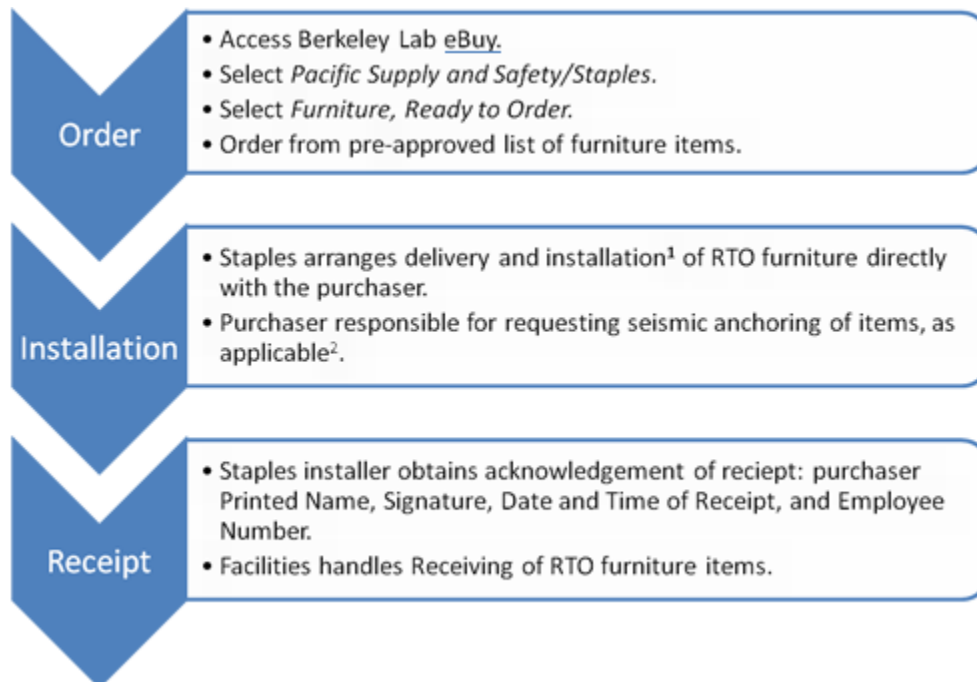 Order
• Access Berkeley Lab eBuy.
• Select Pacific Supply and Safety/Staples.
• Select Furniture, Ready to Order.
• Order from pre-approved list of furniture items.
Installation
• Staples arranges delivery and installation¹ of RTO furniture directly
with the purchaser.
• Purchaser responsible for requesting seismic anchoring of items, as
applicable².
Receipt
• Staples installer obtains acknowledgement of reciept: purchaser
Printed Name, Signature, Date and Time of Receipt, and Employee
Number.
• Facilities handles Receiving of RTO furniture items.